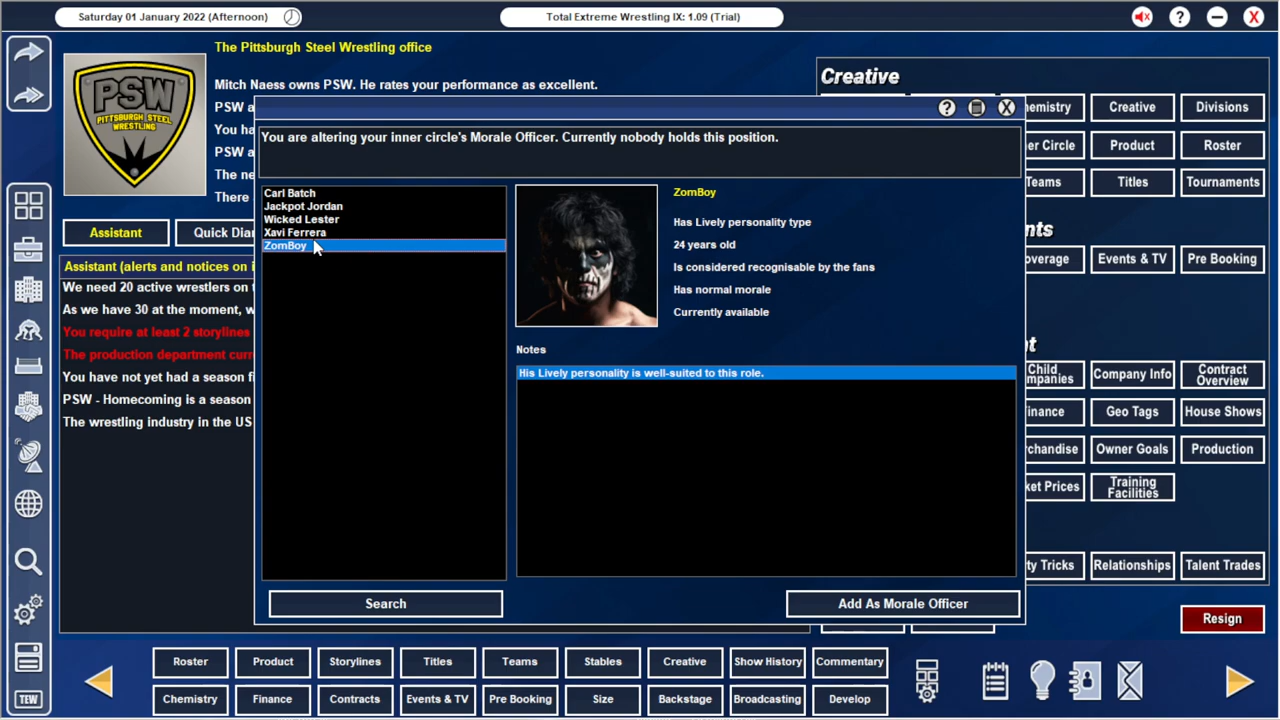 Saturday 01 January 2022 (Afternoon)
Total Extreme Wrestling IX: 1.09 (Trial)
?
X
The Pittsburgh Steel Wrestling office
Mitch Naess owns PSW. He rates your performance as excellent.
PSW a
You ha
PSW a
The ne
There
PSW
PITTSBURGH STEEL
WRESTLING
Creative
hemistry
Creative
Divisions
er Circle
Product
Roster
Teams
Titles
Tournaments
nts
overage
Events & TV
Pre Booking
Child
mpanies
Company Info
Contract
Overview
inance
Geo Tags
House Shows
rchandise
Owner Goals
Production
ket Prices
Training
Facilities
ty Tricks
Relationships
Talent Trades
Resign
Assistant
Quick Dia
Assistant (alerts and notices on i
We need 20 active wrestlers on t
As we have 30 at the moment, w
You require at least 2 storylines
The production department curr
You have not yet had a season fi
PSW - Homecoming is a season
The wrestling industry in the US
?
X
You are altering your inner circle's Morale Officer. Currently nobody holds this position.
Carl Batch
Jackpot Jordan
Wicked Lester
Xavi Ferrera
ZomBoy
ZomBoy
Has Lively personality type
24 years old
Is considered recognisable by the fans
Has normal morale
Currently available
Notes
His Lively personality is well-suited to this role.
Search
Add As Morale Officer
TEW
Roster
Product
Storylines
Titles
Teams
Stables
Creative
Show History
Commentary
Chemistry
Finance
Contracts
Events & TV
Pre Booking
Size
Backstage
Broadcasting
Develop